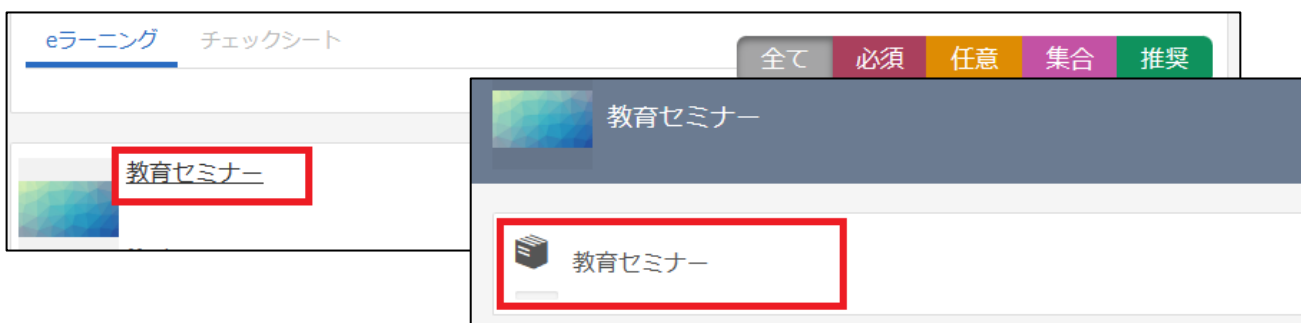 eラーニング チェックシート
全て 必須 任意 集合 推奨
教育セミナー
教育セミナー
教育セミナー